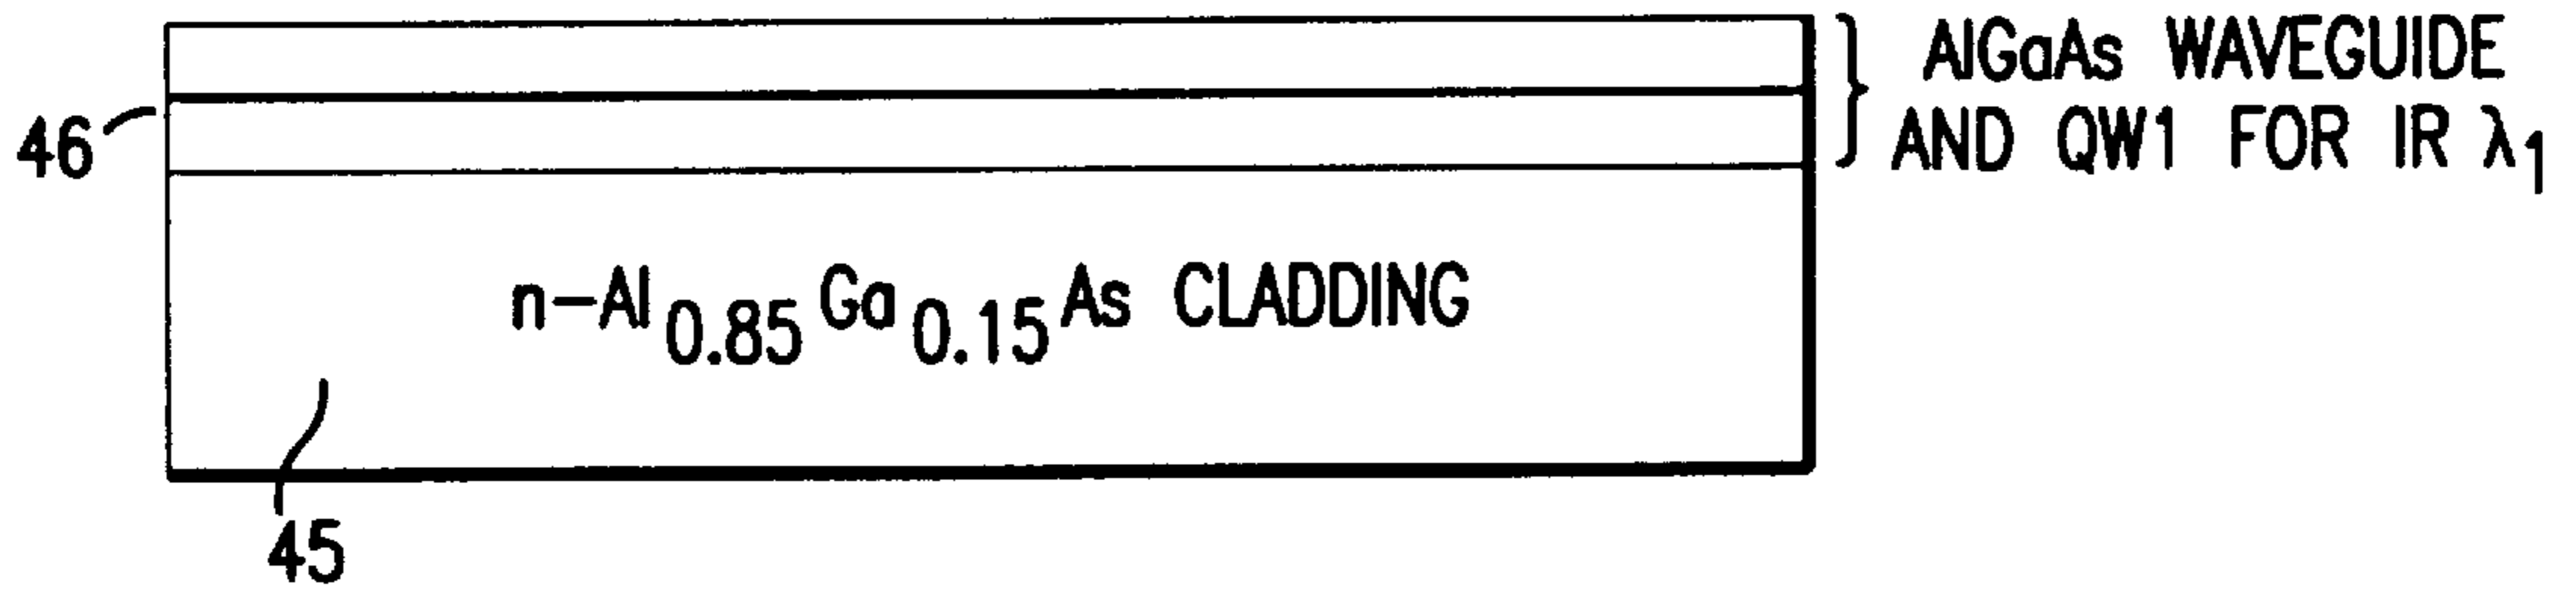 AlGaAs WAVEGUIDE
AND QW1 FOR IR λ1
46
n-Al0.85Ga0.15As CLADDING
45